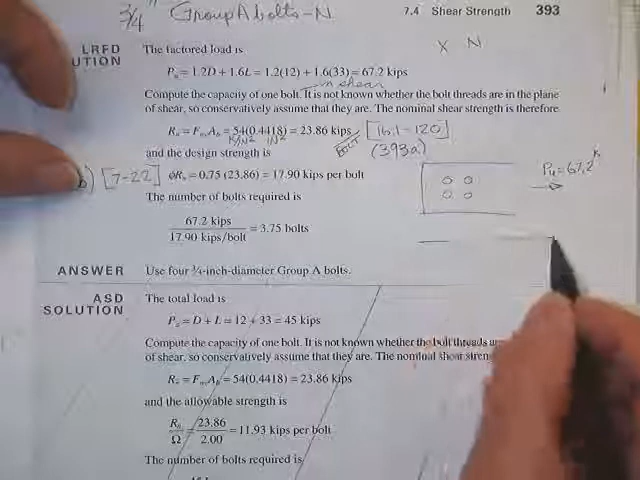 3/4" Group A bolts - N
7.4 Shear Strength 393
X N
LRFD
UTION
The factored load is
Pu = 1.2D + 1.6L = 1.2(12) + 1.6(33) = 67.2 kips
in shear
Compute the capacity of one bolt. It is not known whether the bolt threads are in the plane
of shear, so conservatively assume that they are. The nominal shear strength is therefore
Rn = FnvAb = 54(0.4418) = 23.86 kips [16.1-120]
K/IN² IN² BOLT (393a)
and the design strength is
b) [7-22] ϕRn = 0.75 (23.86) = 17.90 kips per bolt
Pu = 67.2 k
The number of bolts required is
67.2 kips
17.90 kips/bolt
= 3.75 bolts
ANSWER Use four ¾-inch-diameter Group A bolts.
ASD
SOLUTION
The total load is
Pa = D + L = 12 + 33 = 45 kips
Compute the capacity of one bolt. It is not known whether the bolt threads
of shear, so conservatively assume that they are. The nominal shear
Rn = FnvAb = 54(0.4418) = 23.86 kips
and the allowable strength is
Rn/Ω = 23.86/2.00 = 11.93 kips per bolt
The number of bolts required is